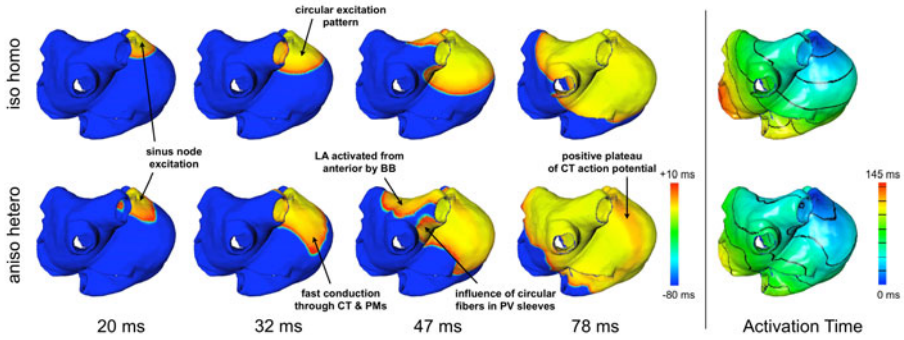 circular excitation
pattern
iso homo
sinus node
excitation
LA activated from
anterior by BB
positive plateau
of CT action potential
+10 ms
145 ms
aniso hetero
fast conduction
through CT & PMs
influence of circular
fibers in PV sleeves
-80 ms
0 ms
20 ms
32 ms
47 ms
78 ms
Activation Time